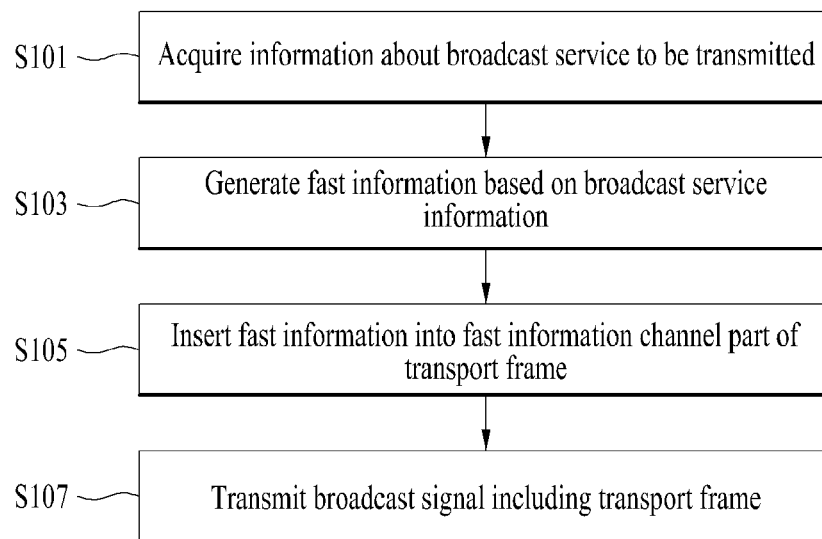 S101
Acquire information about broadcast service to be transmitted
S103
Generate fast information based on broadcast service
information
S105
Insert fast information into fast information channel part of
transport frame
S107
Transmit broadcast signal including transport frame